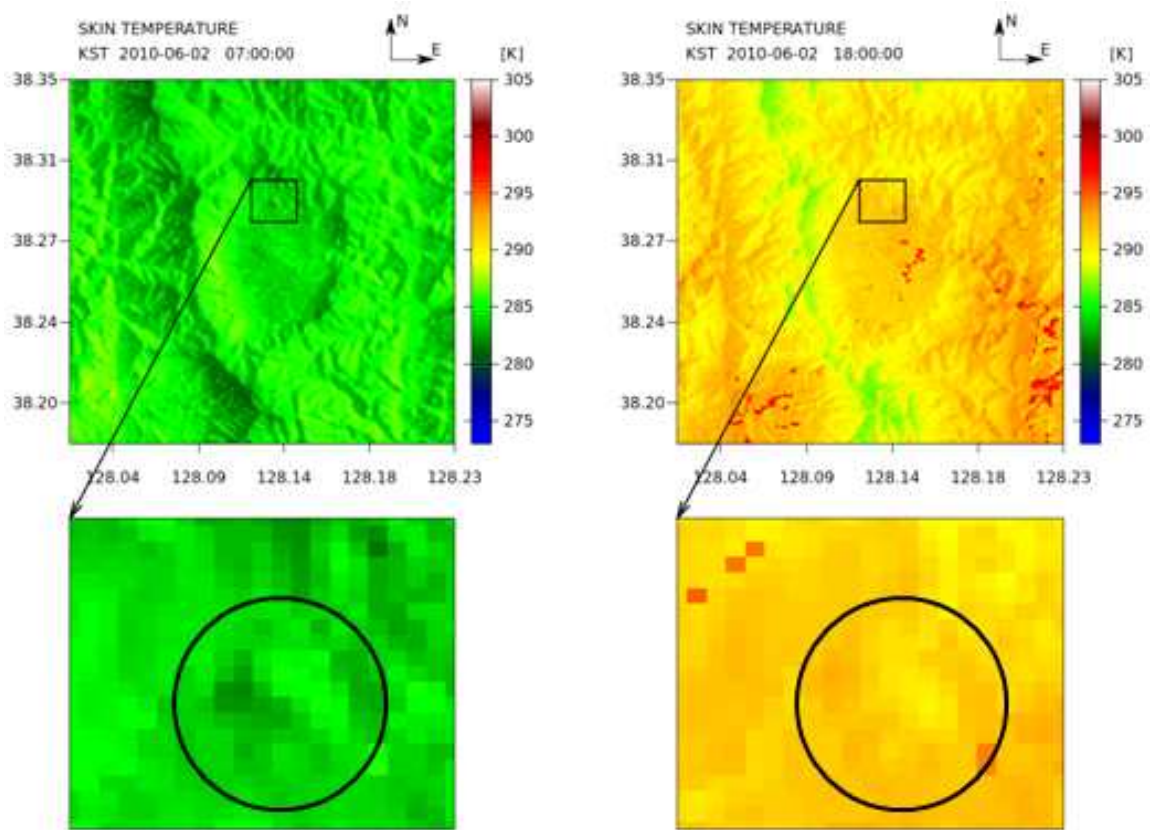 SKIN TEMPERATURE
KST 2010-06-02 07:00:00
N
E
[K]
38.35
38.31
38.27
38.24
38.20
305
300
295
290
285
280
275
128.04 128.09 128.14 128.18 128.23
SKIN TEMPERATURE
KST 2010-06-02 18:00:00
N
E
[K]
38.35
38.31
38.27
38.24
38.20
305
300
295
290
285
280
275
128.04 128.09 128.14 128.18 128.23